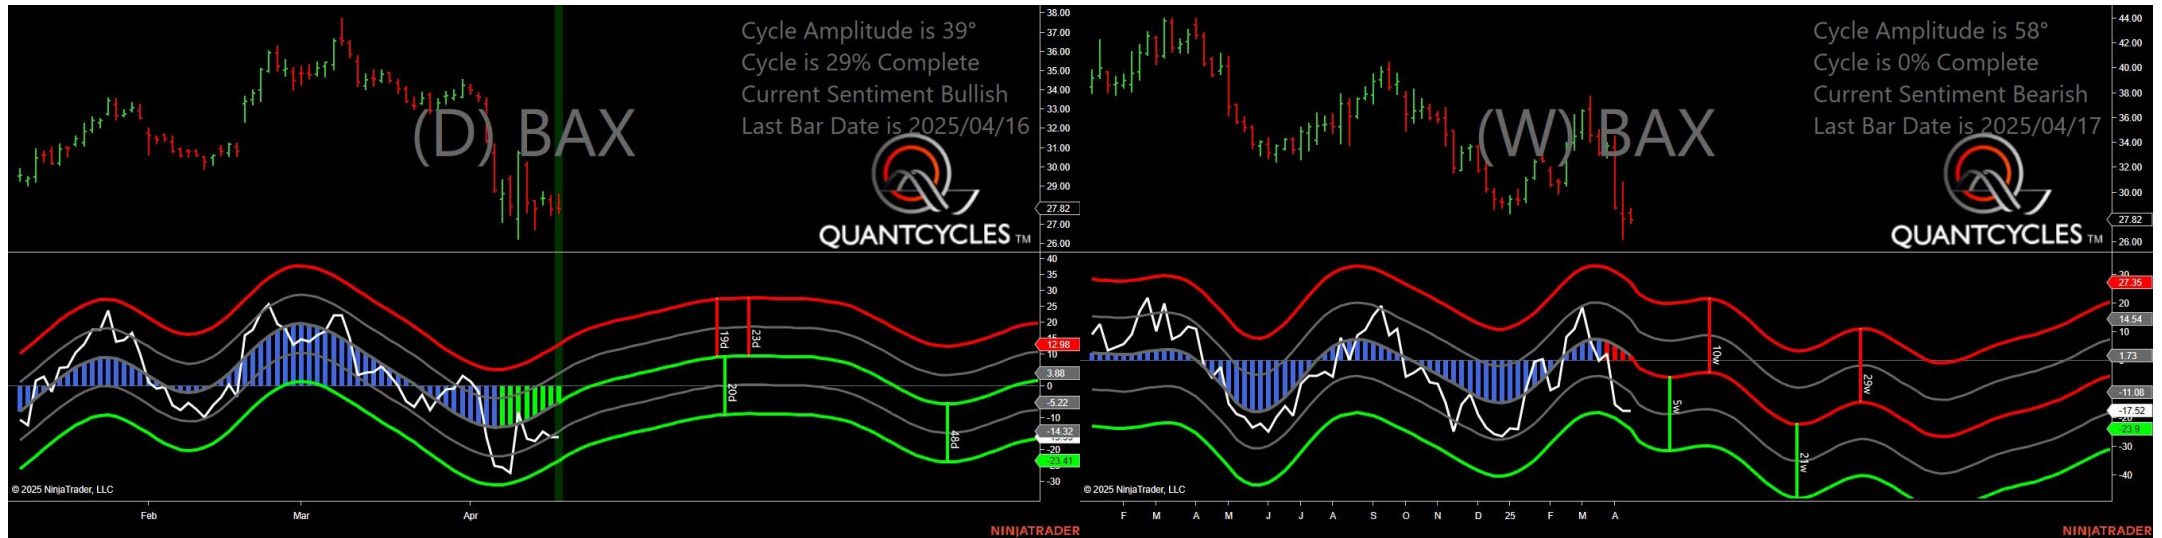 Cycle Amplitude is 39°
Cycle is 29% Complete
Current Sentiment Bullish
Last Bar Date is 2025/04/16
(D) BAX
QUANTCYCLES TM
38.00
37.00
36.00
35.00
34.00
33.00
32.00
31.00
30.00
29.00
27.82
27.00
26.00
40
35
30
25
20
15
12.98
10
3.88
0
-5.22
-10
-14.32
-20
-23.41
-30
19d
23d
20d
48d
© 2025 NinjaTrader, LLC
Feb
Mar
Apr
NINJATRADER
Cycle Amplitude is 58°
Cycle is 0% Complete
Current Sentiment Bearish
Last Bar Date is 2025/04/17
(W) BAX
QUANTCYCLES TM
44.00
42.00
40.00
38.00
36.00
34.00
32.00
30.00
27.82
26.00
30
27.35
20
14.54
10
1.73
-11.08
-17.52
-23.9
-30
-40
10w
29w
5w
21w
© 2025 NinjaTrader, LLC
F
M
A
M
J
J
A
S
O
N
D
25
F
M
A
NINJATRADER